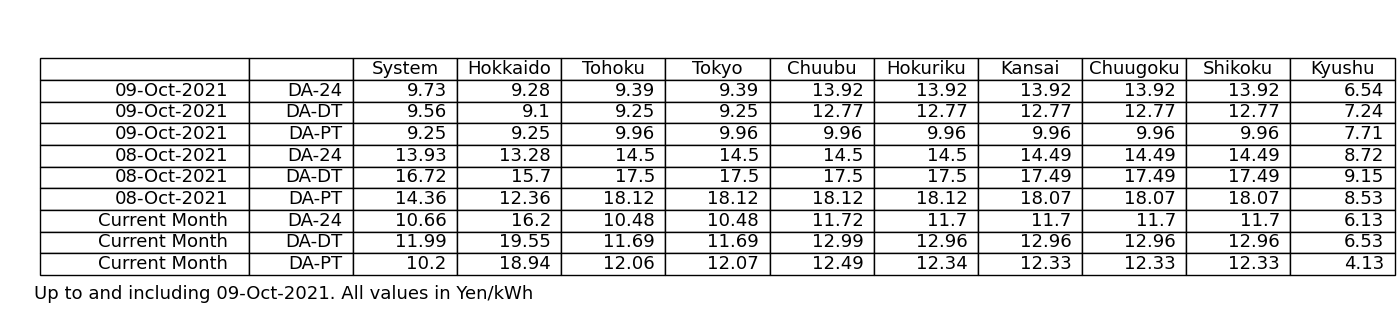 System Hokkaido Tohoku Tokyo Chuubu Hokuriku Kansai Chuugoku Shikoku Kyushu
09-Oct-2021 DA-24 9.73 9.28 9.39 9.39 13.92 13.92 13.92 13.92 13.92 6.54
09-Oct-2021 DA-DT 9.56 9.1 9.25 9.25 12.77 12.77 12.77 12.77 12.77 7.24
09-Oct-2021 DA-PT 9.25 9.25 9.96 9.96 9.96 9.96 9.96 9.96 9.96 7.71
08-Oct-2021 DA-24 13.93 13.28 14.5 14.5 14.5 14.5 14.49 14.49 14.49 8.72
08-Oct-2021 DA-DT 16.72 15.7 17.5 17.5 17.5 17.5 17.49 17.49 17.49 9.15
08-Oct-2021 DA-PT 14.36 12.36 18.12 18.12 18.12 18.12 18.07 18.07 18.07 8.53
Current Month DA-24 10.66 16.2 10.48 10.48 11.72 11.7 11.7 11.7 11.7 6.13
Current Month DA-DT 11.99 19.55 11.69 11.69 12.99 12.96 12.96 12.96 12.96 6.53
Current Month DA-PT 10.2 18.94 12.06 12.07 12.49 12.34 12.33 12.33 12.33 4.13
Up to and including 09-Oct-2021. All values in Yen/kWh